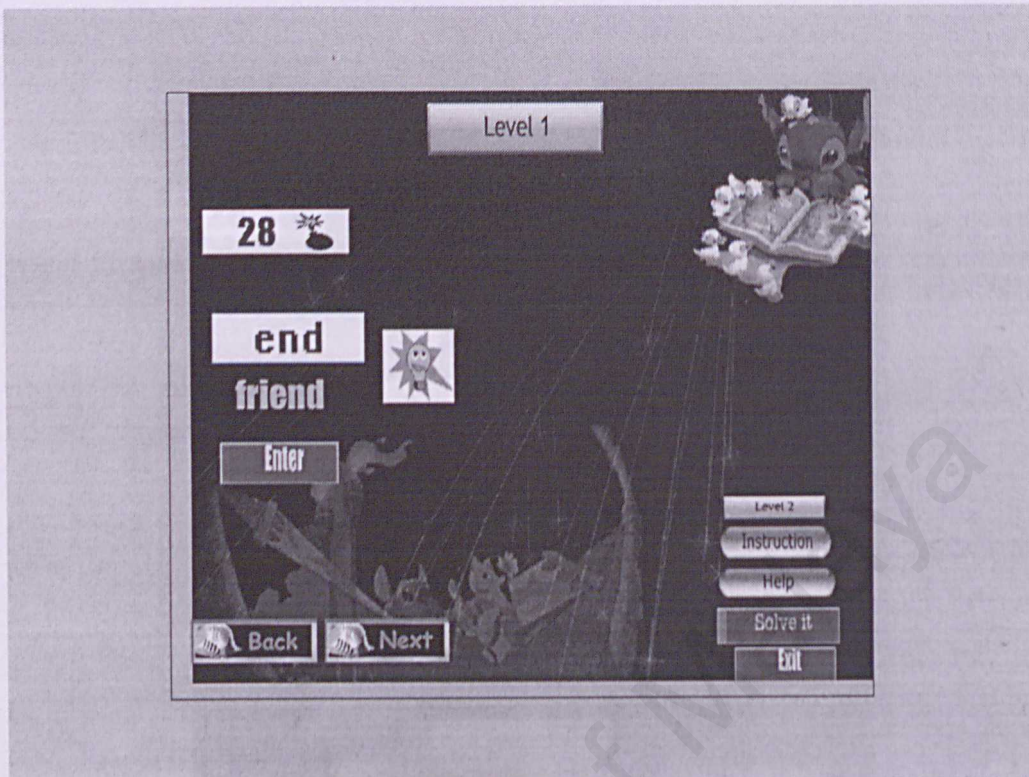 Level 1
28
end
friend
Enter
Level 2
Instruction
Help
Solve it
Exit
Back
Next